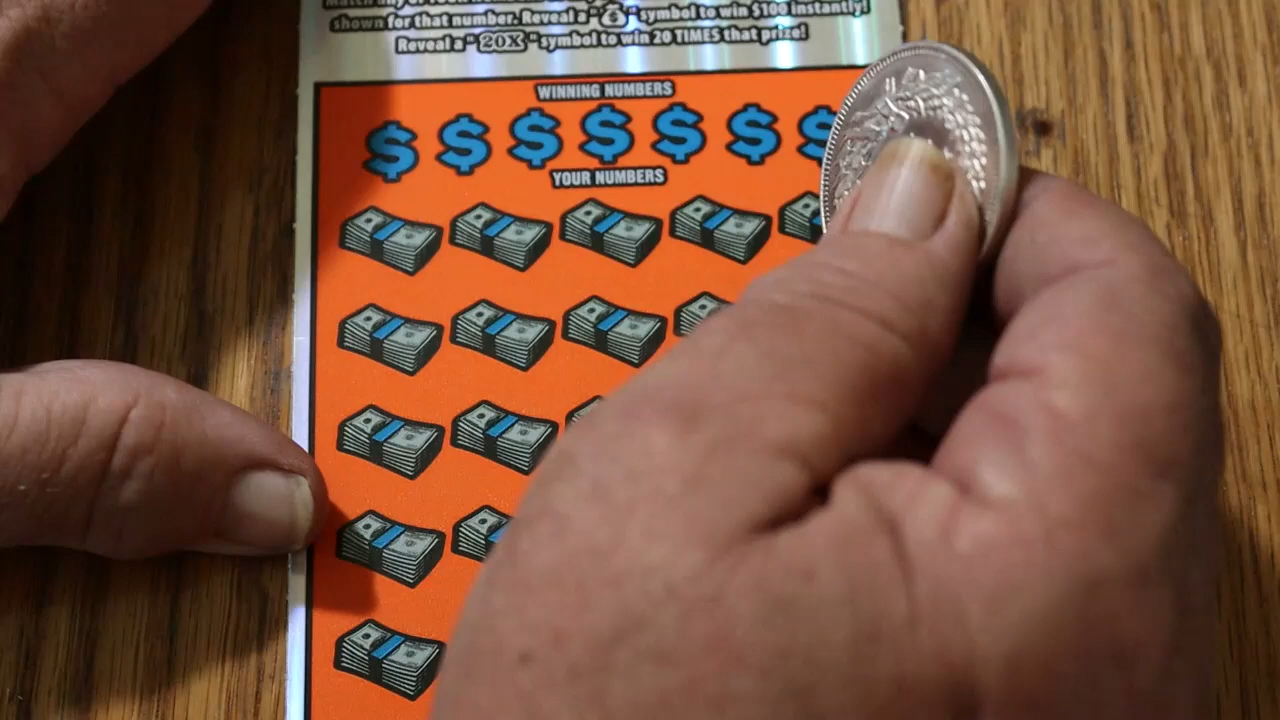 shown for that number. Reveal a " $ " symbol to win $100 instantly!
Reveal a " 20X " symbol to win 20 TIMES that prize!
WINNING NUMBERS
$ $ $ $ $ $ $
YOUR NUMBERS